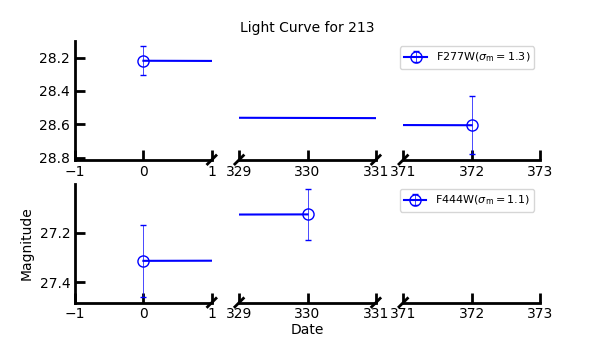 Light Curve for 213
28.2
28.4
28.6
28.8
F277W(σm = 1.3)
−1 0 1 329 330 331 371 372 373
27.2
27.4
Magnitude
F444W(σm = 1.1)
−1 0 1 329 330 331 371 372 373
Date